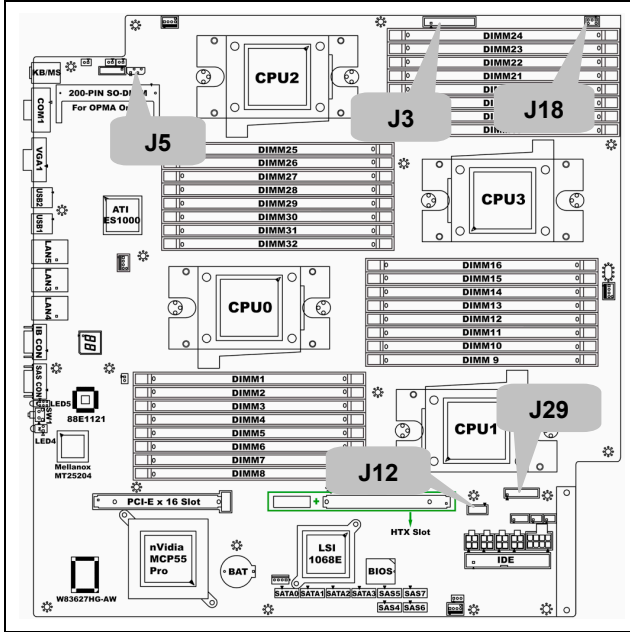 CPU2
DIMM24
DIMM23
DIMM22
DIMM21
J3
J18
KB/MS
200-PIN SO-
For OPMA
J5
COM1
VGA1
USB2
USB1
LAN5
LAN3
LAN4
IB CON
SAS CON
ATI
ES1000
DIMM25
DIMM26
DIMM27
DIMM28
DIMM29
DIMM30
DIMM31
DIMM32
CPU3
CPU0
DIMM16
DIMM15
DIMM14
DIMM13
DIMM12
DIMM11
DIMM10
DIMM 9
DIMM1
DIMM2
DIMM3
DIMM4
DIMM5
DIMM6
DIMM7
DIMM8
LED5
SW1
LED4
88E1121
Mellanox
MT25204
CPU1
J29
J12
PCI-E x 16 Slot
+
HTX Slot
nVidia
MCP55
Pro
LSI
1068E
BAT
BIOS
IDE
W83627HG-AW
SATA0 SATA1 SATA2 SATA3 SAS5 SAS7
SAS4 SAS6